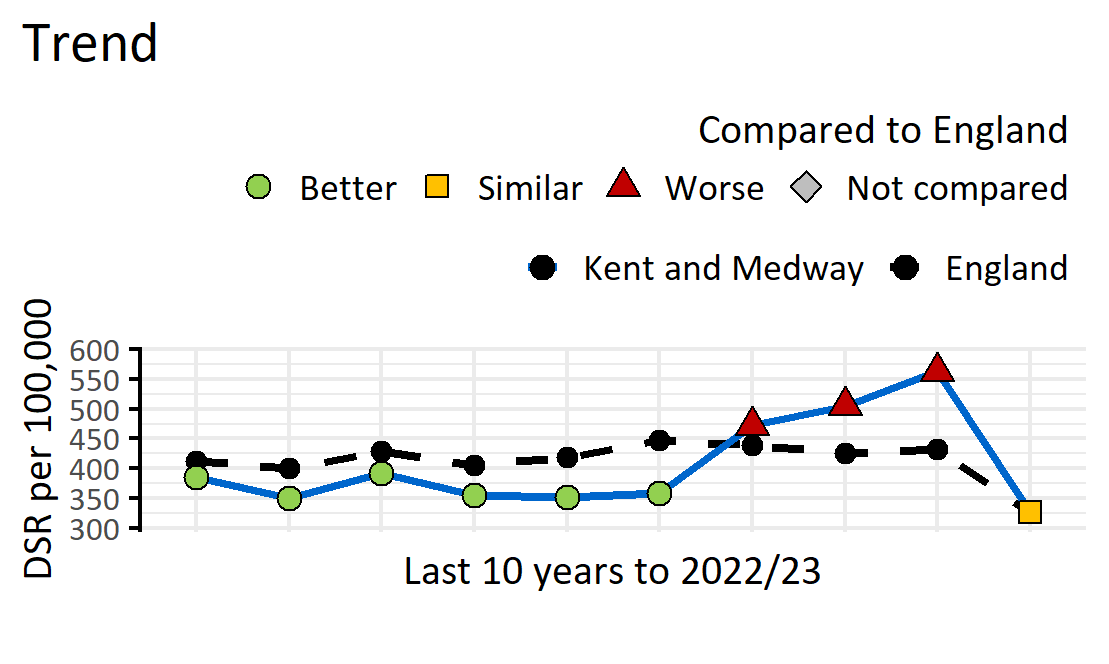 Trend
Compared to England
Better Similar Worse Not compared
Kent and Medway England
DSR per 100,000
600
550
500
450
400
350
300
Last 10 years to 2022/23